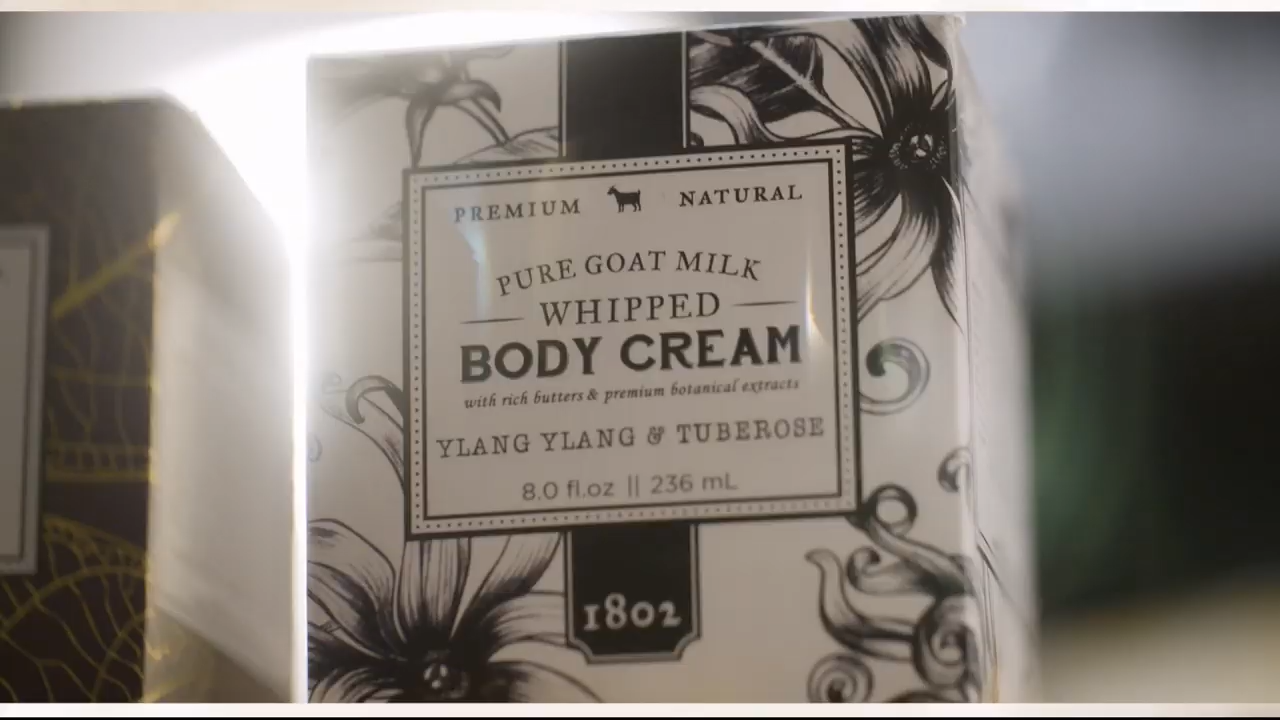 PREMIUM NATURAL
PURE GOAT MILK
WHIPPED
BODY CREAM
with rich butters & premium botanical extracts
YLANG YLANG & TUBEROSE
8.0 fl.oz || 236 mL
1802